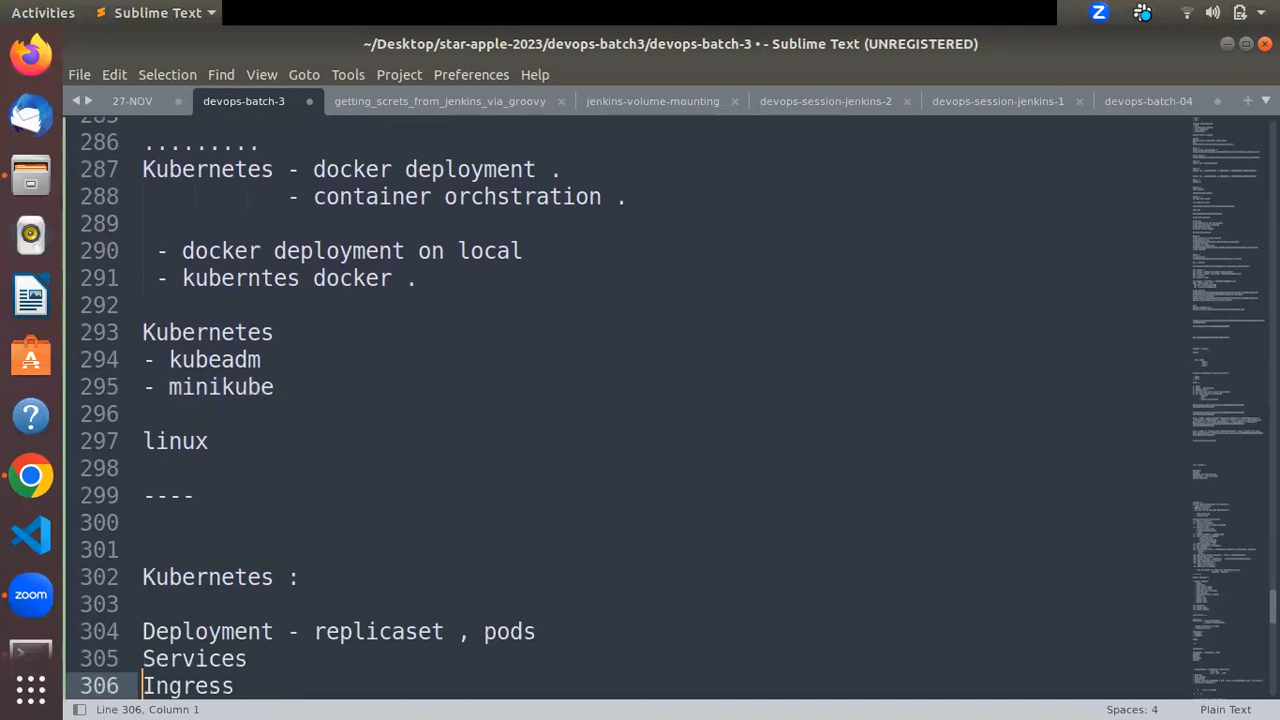 Activities Sublime Text
~/Desktop/star-apple-2023/devops-batch3/devops-batch-3 • - Sublime Text (UNREGISTERED)
File Edit Selection Find View Goto Tools Project Preferences Help
27-NOV devops-batch-3 getting_screts_from_jenkins_via_groovy jenkins-volume-mounting devops-session-jenkins-2 devops-session-jenkins-1 devops-batch-04
285
286 .........
287 Kubernetes - docker deployment
288 - container orchstration .
289
290 - docker deployment on local
291 - kuberntes docker .
292
293 Kubernetes
294 - kubeadm
295 - minikube
296
297 linux
298
299 ----
300
301
302 Kubernetes :
303
304 Deployment - replicaset , pods
305 Services
306 Ingress
zoom
Line 306, Column 1 Spaces: 4 Plain Text